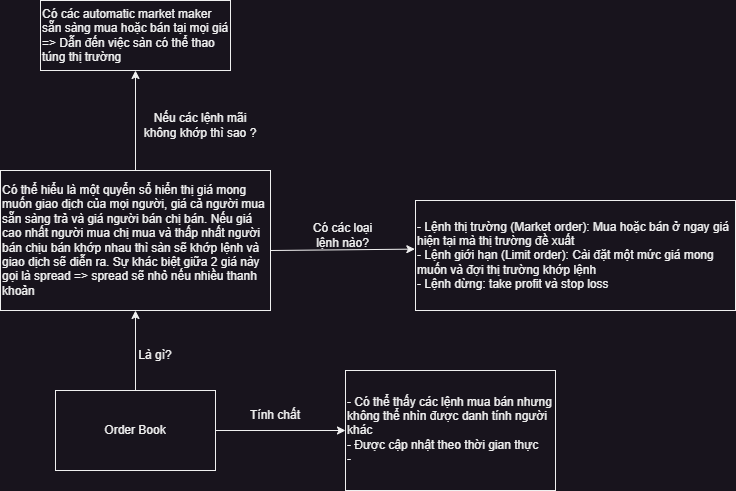 Có các automatic market maker
sẵn sàng mua hoặc bán tại mọi giá
=> Dẫn đến việc sàn có thể thao
túng thị trường
Nếu các lệnh mãi
không khớp thì sao ?
Có thể hiểu là một quyển sổ hiển thị giá mong
muốn giao dịch của mọi người, giá cả người mua
sẵn sàng trả và giá người bán chị bán. Nếu giá
cao nhất người mua chị mua và thấp nhất người
bán chịu bán khớp nhau thì sàn sẽ khớp lệnh và
giao dịch sẽ diễn ra. Sự khác biệt giữa 2 giá này
gọi là spread => spread sẽ nhỏ nếu nhiều thanh
khoản
Có các loại
lệnh nào?
- Lệnh thị trường (Market order): Mua hoặc bán ở ngay giá
hiện tại mà thị trường đề xuất
- Lệnh giới hạn (Limit order): Cài đặt một mức giá mong
muốn và đợi thị trường khớp lệnh
- Lệnh dừng: take profit và stop loss
Là gì?
Order Book
Tính chất
- Có thể thấy các lệnh mua bán nhưng
không thể nhìn được danh tính người
khác
- Được cập nhật theo thời gian thực
-